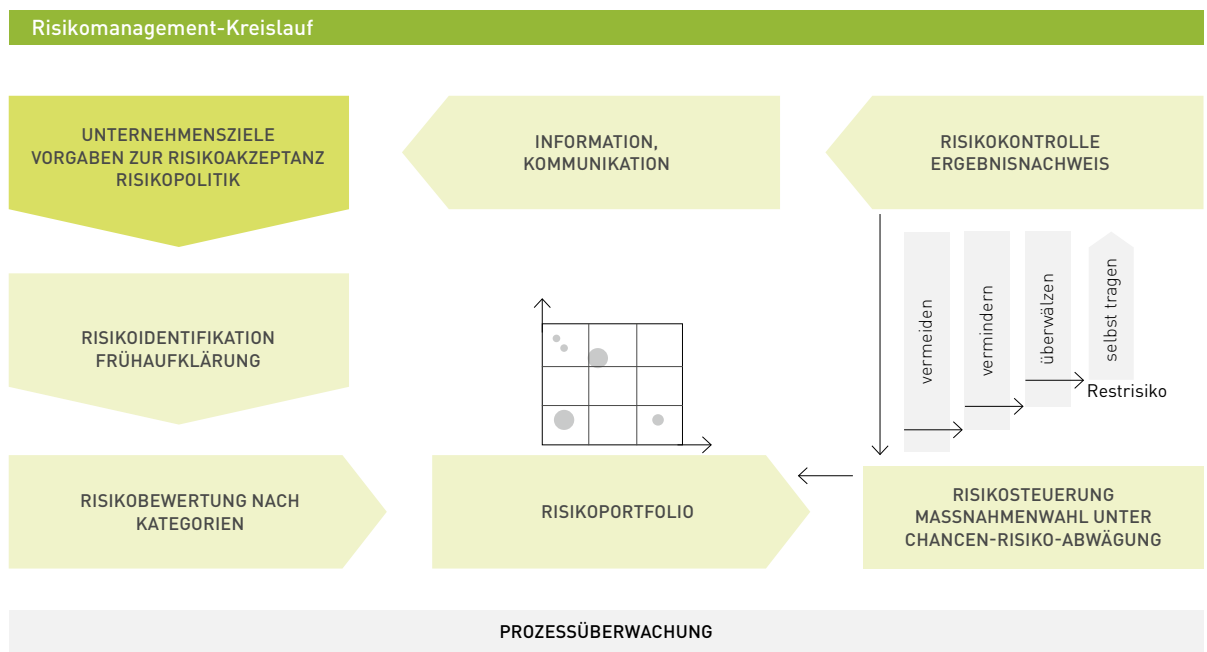 Risikomanagement-Kreislauf
UNTERNEHMENSZIELE
VORGABEN ZUR RISIKOAKZEPTANZ
RISIKOPOLITIK
INFORMATION,
KOMMUNIKATION
RISIKOKONTROLLE
ERGEBNISNACHWEIS
RISIKOIDENTIFIKATION
FRÜHAUFKLÄRUNG
vermeiden
vermindern
überwälzen
selbst tragen
Restrisiko
RISIKOBEWERTUNG NACH
KATEGORIEN
RISIKOPORTFOLIO
RISIKOSTEUERUNG
MASSNAHMENWAHL UNTER
CHANCEN-RISIKO-ABWÄGUNG
PROZESSÜBERWACHUNG